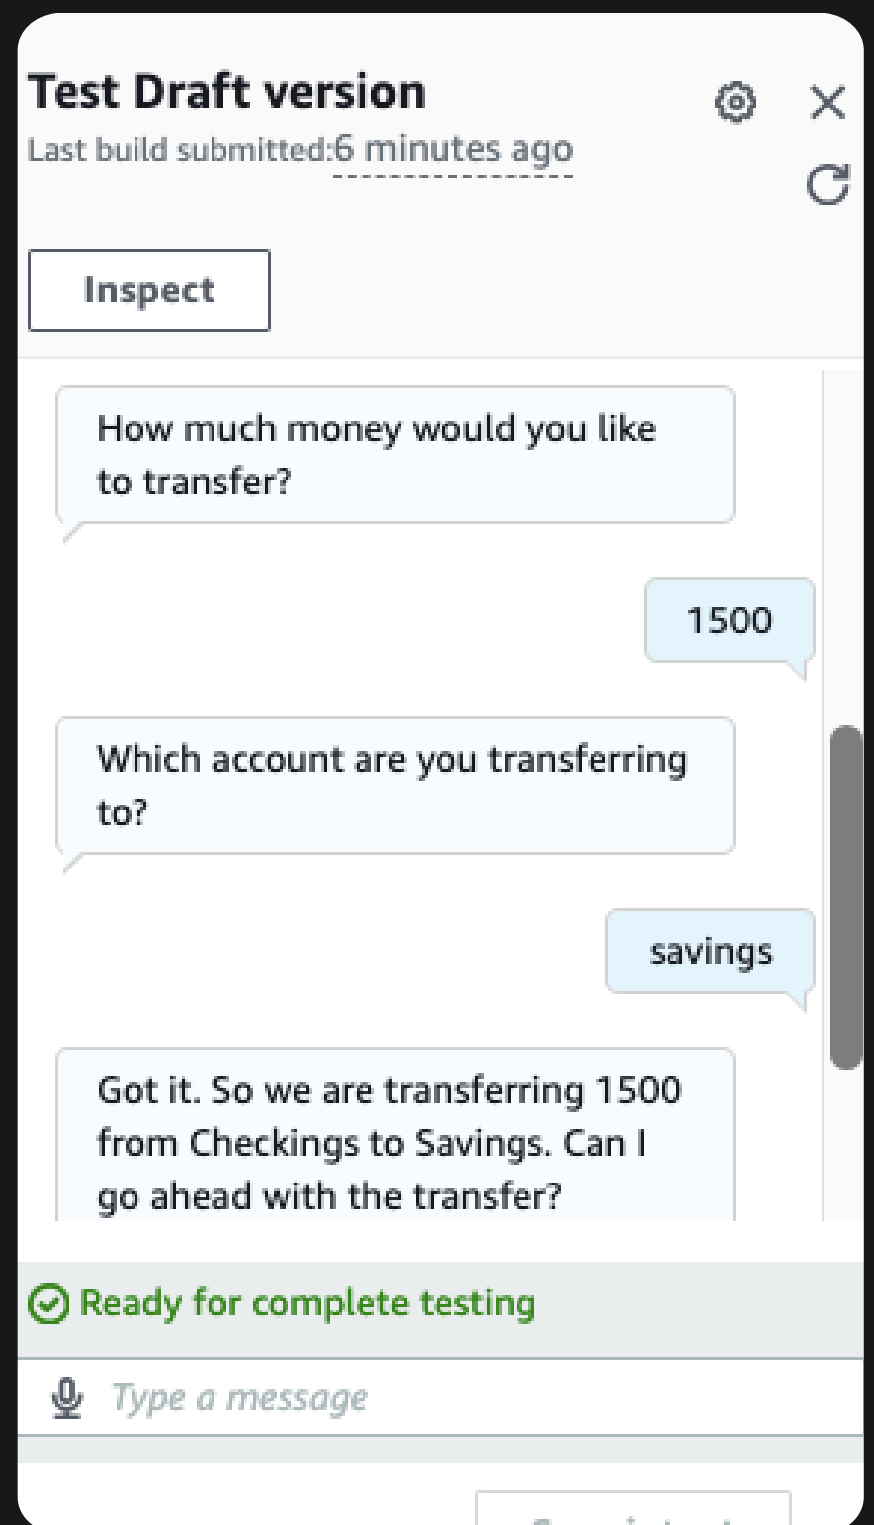 Test Draft version
Last build submitted:6 minutes ago
Inspect
How much money would you like
to transfer?
1500
Which account are you transferring
to?
savings
Got it. So we are transferring 1500
from Checkings to Savings. Can I
go ahead with the transfer?
Ready for complete testing
Type a message